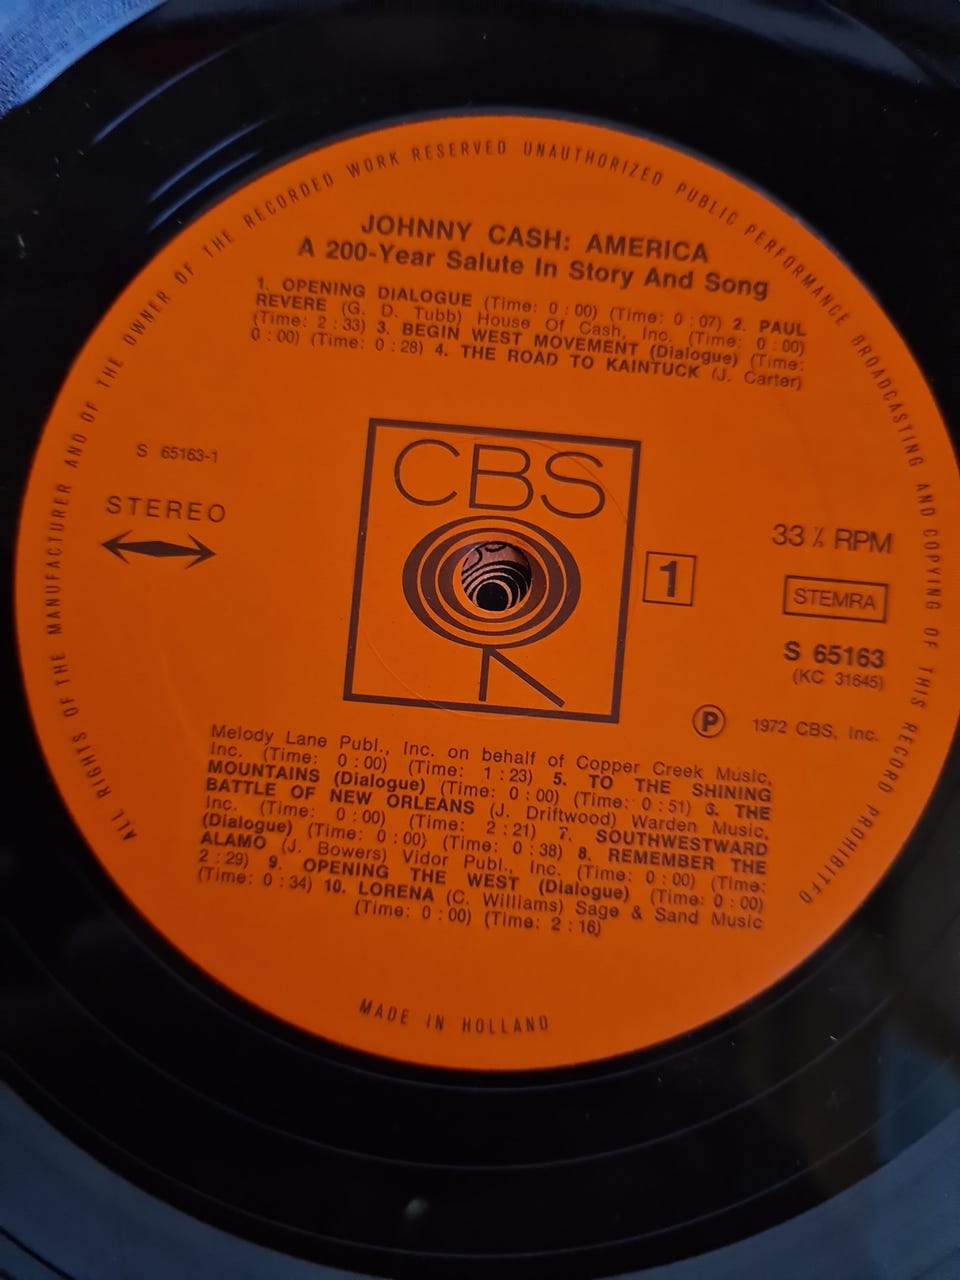 ALL RIGHTS OF THE MANUFACTURER AND OF THE OWNER OF THE RECORDED WORK RESERVED UNAUTHORIZED PUBLIC PERFORMANCE BROADCASTING AND COPYING OF THIS RECORD PROHIBITED
JOHNNY CASH: AMERICA
A 200-Year Salute In Story And Song
1. OPENING DIALOGUE (Time: 0 : 00) (Time: 0 : 07) 2. PAUL
REVERE (G. D. Tubb) House Of Cash, Inc. (Time: 0 : 00)
(Time: 2 : 33) 3. BEGIN WEST MOVEMENT (Dialogue) (Time:
0 : 00) (Time: 0 : 28) 4. THE ROAD TO KAINTUCK (J. Carter)
S 65163-1
STEREO
CBS
1
33 ⅓ RPM
STEMRA
S 65163
(KC 31645)
℗ 1972 CBS, Inc.
Melody Lane Publ., Inc. on behalf of Copper Creek Music,
Inc. (Time: 0 : 00) (Time: 1 : 23) 5. TO THE SHINING
MOUNTAINS (Dialogue) (Time: 0 : 00) (Time: 0 : 51) 6. THE
BATTLE OF NEW ORLEANS (J. Driftwood) Warden Music,
Inc. (Time: 0 : 00) (Time: 2 : 21) 7. SOUTHWESTWARD
(Dialogue) (Time: 0 : 00) (Time: 0 : 38) 8. REMEMBER THE
ALAMO (J. Bowers) Vidor Publ., Inc. (Time: 0 : 00) (Time:
2 : 29) 9. OPENING THE WEST (Dialogue) (Time: 0 : 00)
(Time: 0 : 34) 10. LORENA (C. Williams) Sage & Sand Music
(Time: 0 : 00) (Time: 2 : 16)
MADE IN HOLLAND